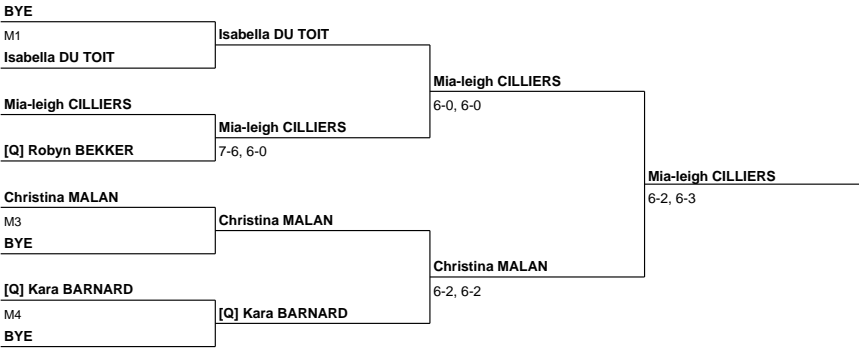 BYE
M1
Isabella DU TOIT
Isabella DU TOIT
Mia-leigh CILLIERS
6-0, 6-0
Mia-leigh CILLIERS
Mia-leigh CILLIERS
[Q] Robyn BEKKER
7-6, 6-0
Mia-leigh CILLIERS
6-2, 6-3
Christina MALAN
M3
Christina MALAN
BYE
Christina MALAN
6-2, 6-2
[Q] Kara BARNARD
M4
[Q] Kara BARNARD
BYE